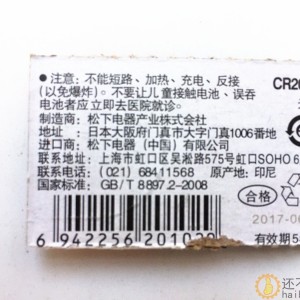 ● 注意: 不能短路、加热、充电、反接
(以免爆炸)。不要让儿童接触电池、误吞
电池者应立即去医院就诊。
制造商: 松下电器产业株式会社
地址: 日本大阪府门真市大字门真1006番地
进口商: 松下电器 (中国) 有限公司
联系地址: 上海市虹口区吴淞路575号虹口SOHO 6
联系电话: (021) 68411568 原产地: 印尼
国家标准: GB/T 8897.2-2008
CR20
合格
2017-06
有效期5
6 942256 201020
还不